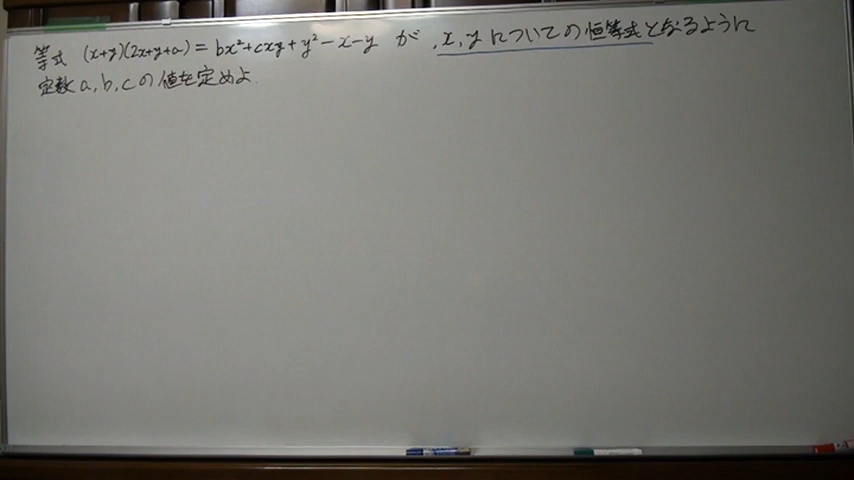 等式 (x+y)(2x+y+a) = bx²+cxy+y²-x-y が, x, y についての恒等式となるように
定数 a, b, c の値を定めよ